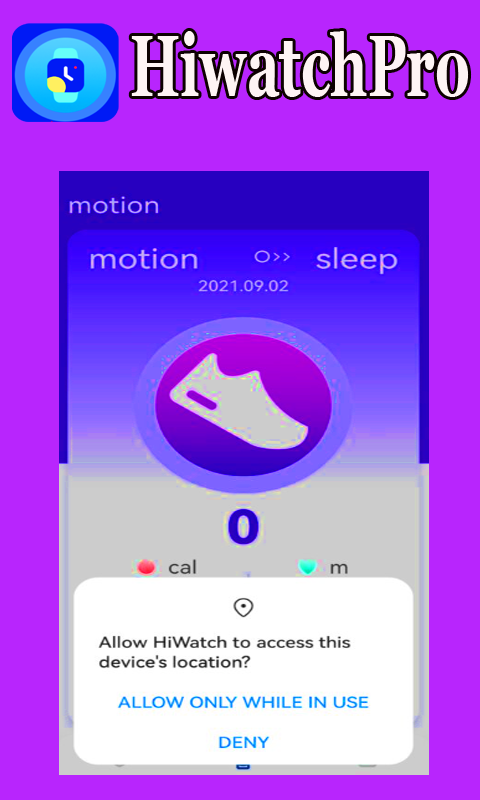 HiwatchPro
motion
motion O>> sleep
2021.09.02
0
cal m
Allow HiWatch to access this
device's location?
ALLOW ONLY WHILE IN USE
DENY